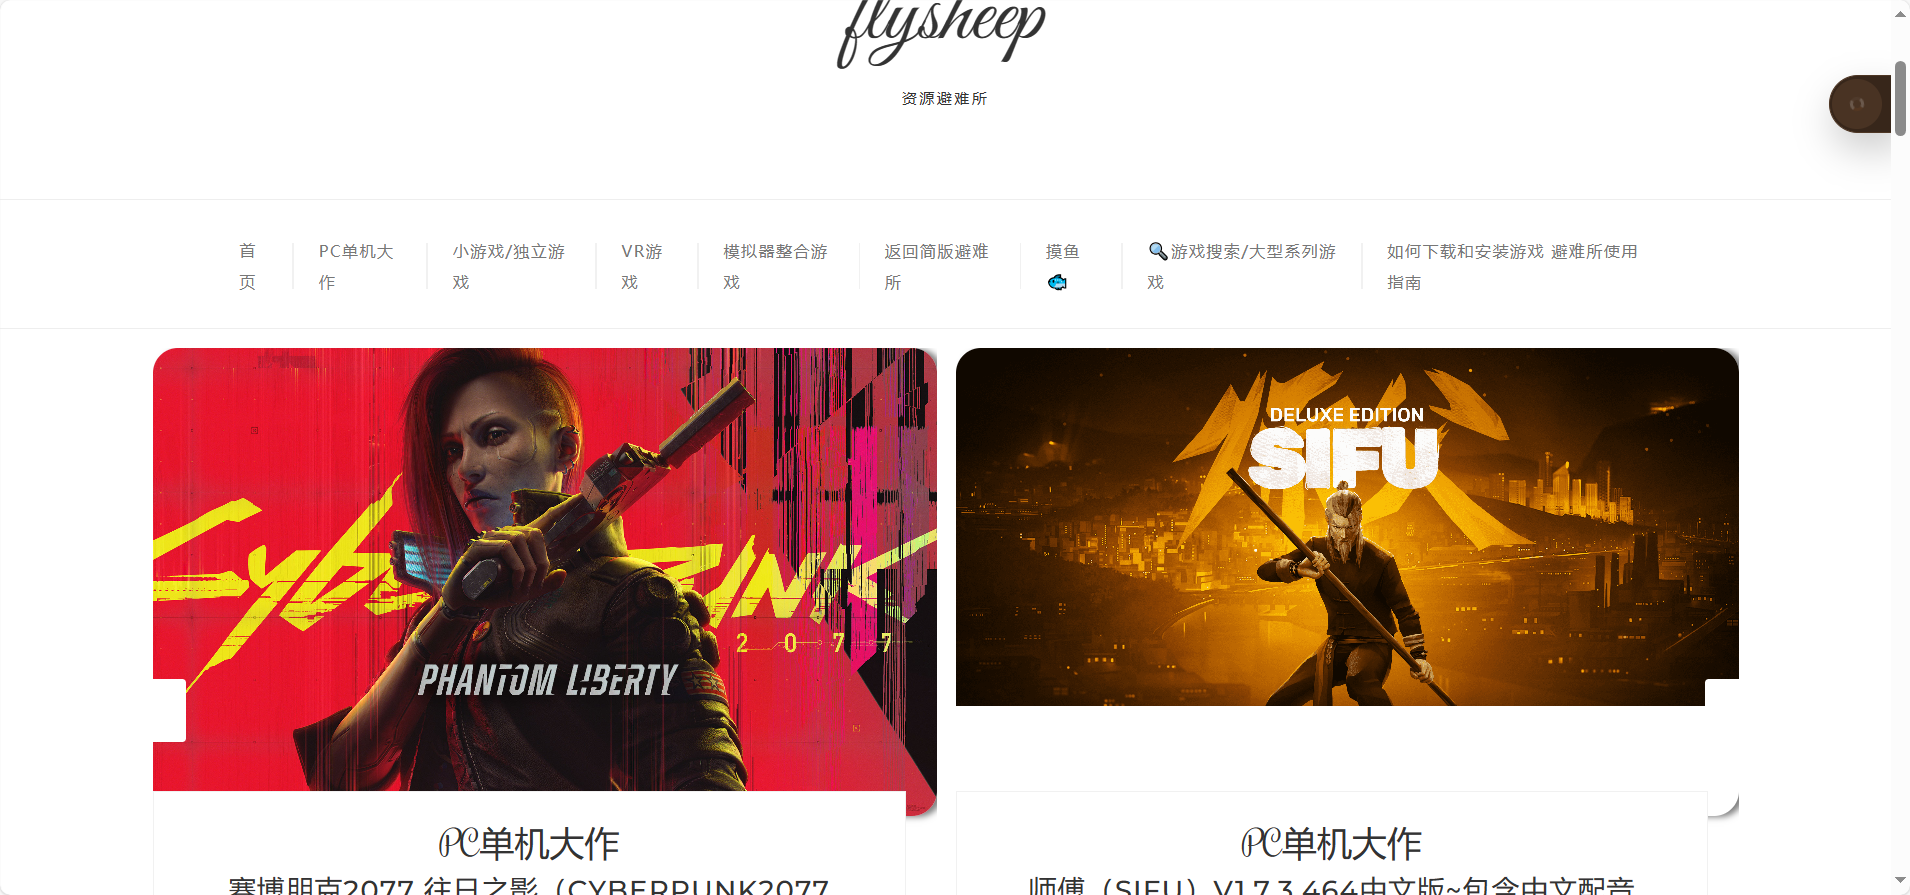 flysheep
资源避难所
首页
PC单机大作
小游戏/独立游戏
VR游戏
模拟器整合游戏
返回简版避难所
摸鱼🐟
🔍游戏搜索/大型系列游戏
如何下载和安装游戏 避难所使用指南
CYBERPUNK
2077
PHANTOM LIBERTY
DELUXE EDITION
SIFU
PC单机大作
赛博朋克2077 往日之影（CYBERPUNK2077
PC单机大作
师傅（SIFU）V1.7.3.464中文版~包含中文配音